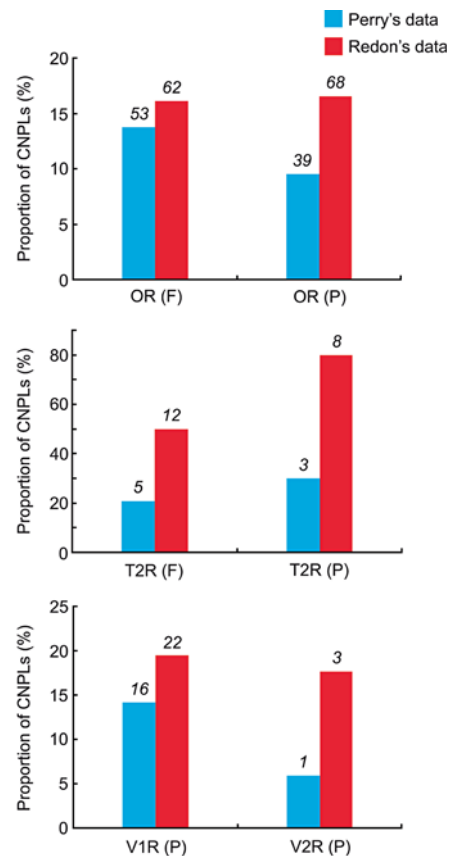 Perry's data
Redon's data
Proportion of CNPLs (%)
20
15
10
5
0
53
62
39
68
OR (F)
OR (P)
Proportion of CNPLs (%)
80
60
40
20
0
5
12
3
8
T2R (F)
T2R (P)
Proportion of CNPLs (%)
25
20
15
10
5
0
16
22
1
3
V1R (P)
V2R (P)